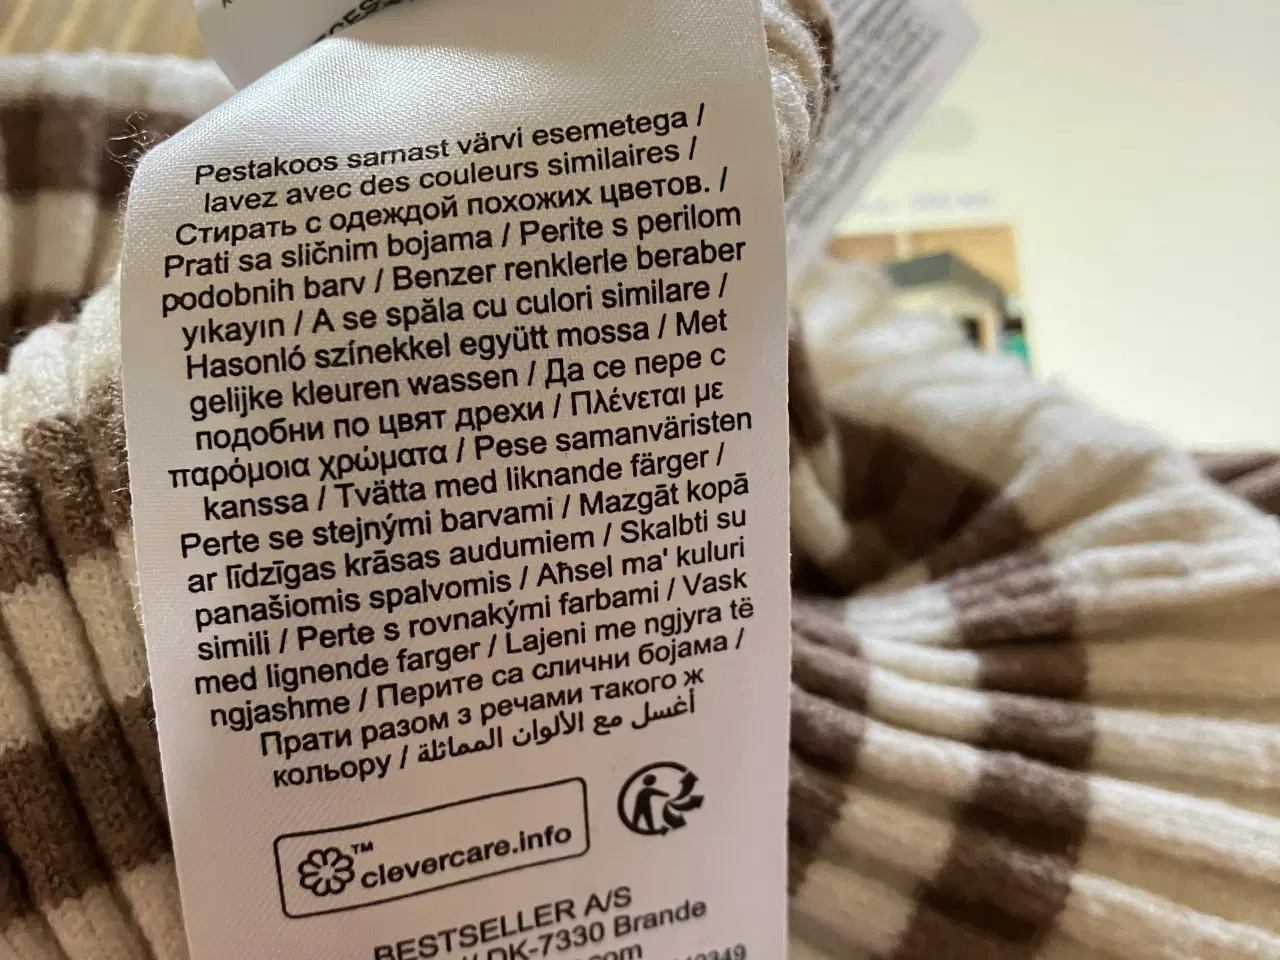 Pestakoos sarnast värvi esemetega /
lavez avec des couleurs similaires /
Стирать с одеждой похожих цветов. /
Prati sa sličnim bojama / Perite s perilom
podobnih barv / Benzer renklerle beraber
yıkayın / A se spăla cu culori similare /
Hasonló színekkel együtt mossa / Met
gelijke kleuren wassen / Да се пере с
подобни по цвят дрехи / Πλένεται με
παρόμοια χρώματα / Pese samanväristen
kanssa / Tvätta med liknande färger /
Perte se stejnými barvami / Mazgāt kopā
ar līdzīgas krāsas audumiem / Skalbti su
panašiomis spalvomis / Aħsel ma' kuluri
simili / Perte s rovnakými farbami / Vask
med lignende farger / Lajeni me ngjyra të
ngjashme / Перите са слични бојама /
Прати разом з речами такого ж
кольору / أغسل مع الألوان المماثلة
TM
clevercare.info
BESTSELLER A/S
DK-7330 Brande